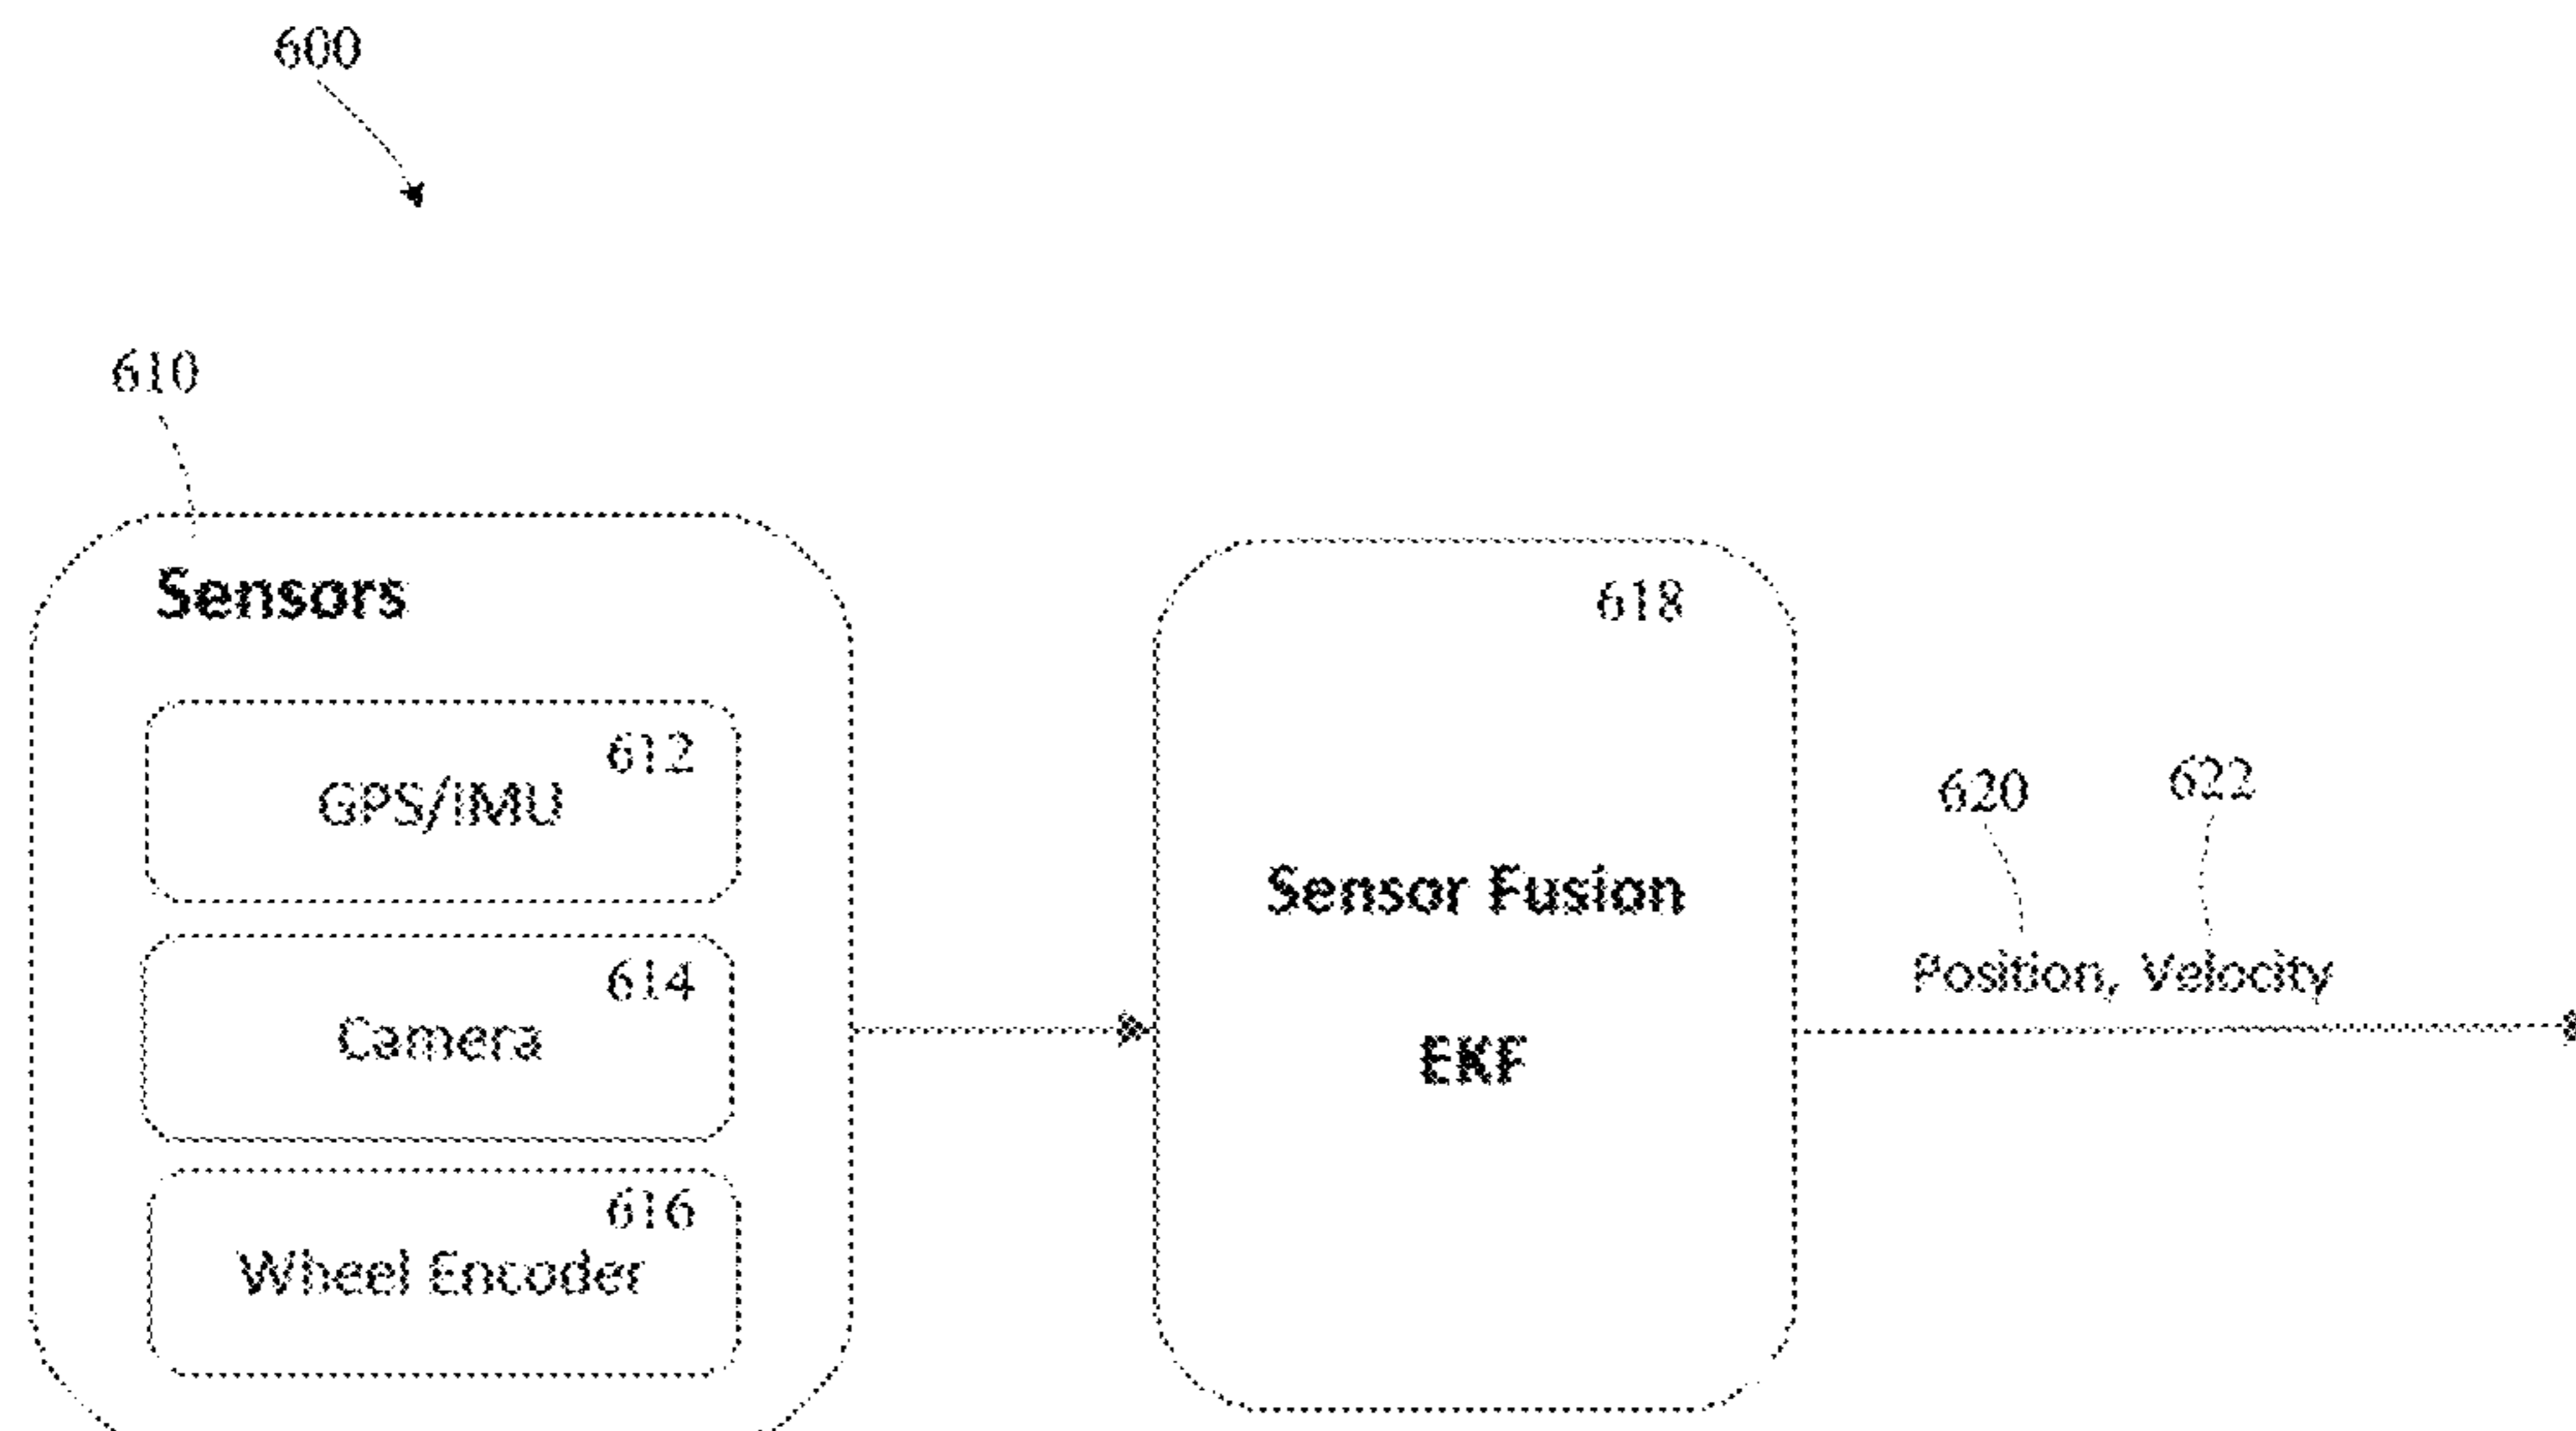 600
610
Sensors
612
GPS/IMU
614
Camera
616
Wheel Encoder
618
Sensor Fusion
EKF
620
622
Position, Velocity